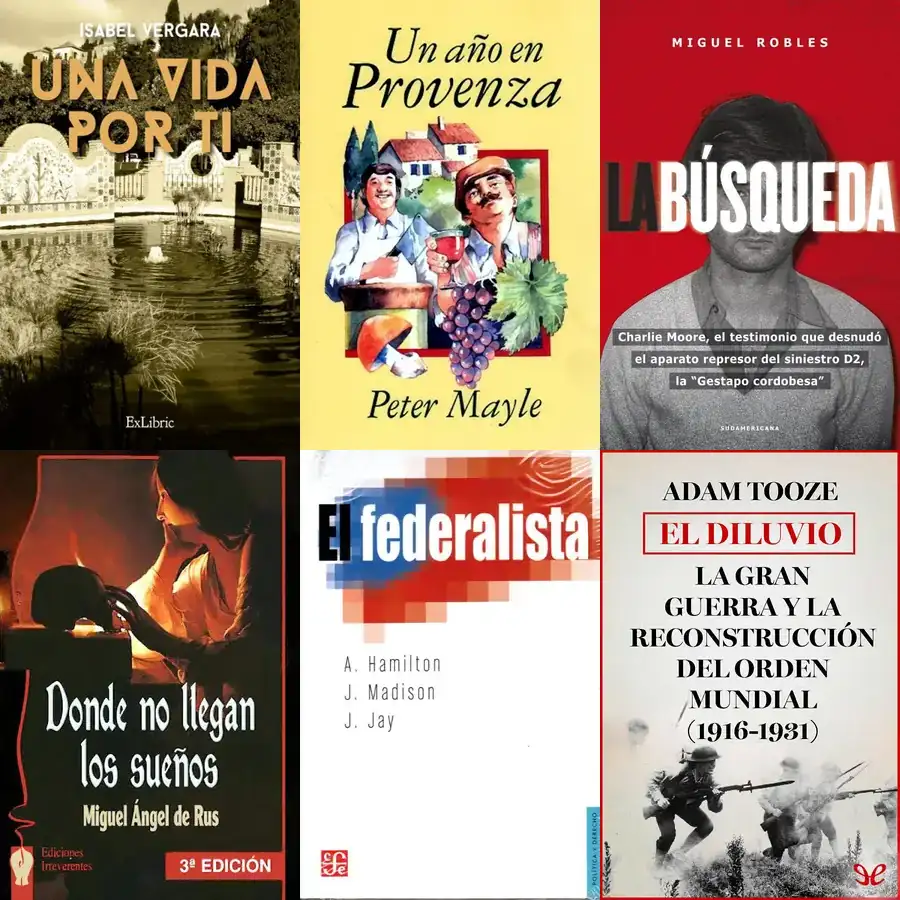 ISABEL VERGARA
UNA VIDA
POR TI
ExLibric
Un año en
Provenza
Peter Mayle
MIGUEL ROBLES
LA BÚSQUEDA
Charlie Moore, el testimonio que desnudó
el aparato represor del siniestro D2,
la “Gestapo cordobesa”
SUDAMERICANA
Donde no llegan
los sueños
Miguel Ángel de Rus
Ediciones
Irreverentes
3ª EDICIÓN
El federalista
A. Hamilton
J. Madison
J. Jay
POLÍTICA y DERECHO
ADAM TOOZE
EL DILUVIO
LA GRAN
GUERRA Y LA
RECONSTRUCCIÓN
DEL ORDEN
MUNDIAL
(1916-1931)